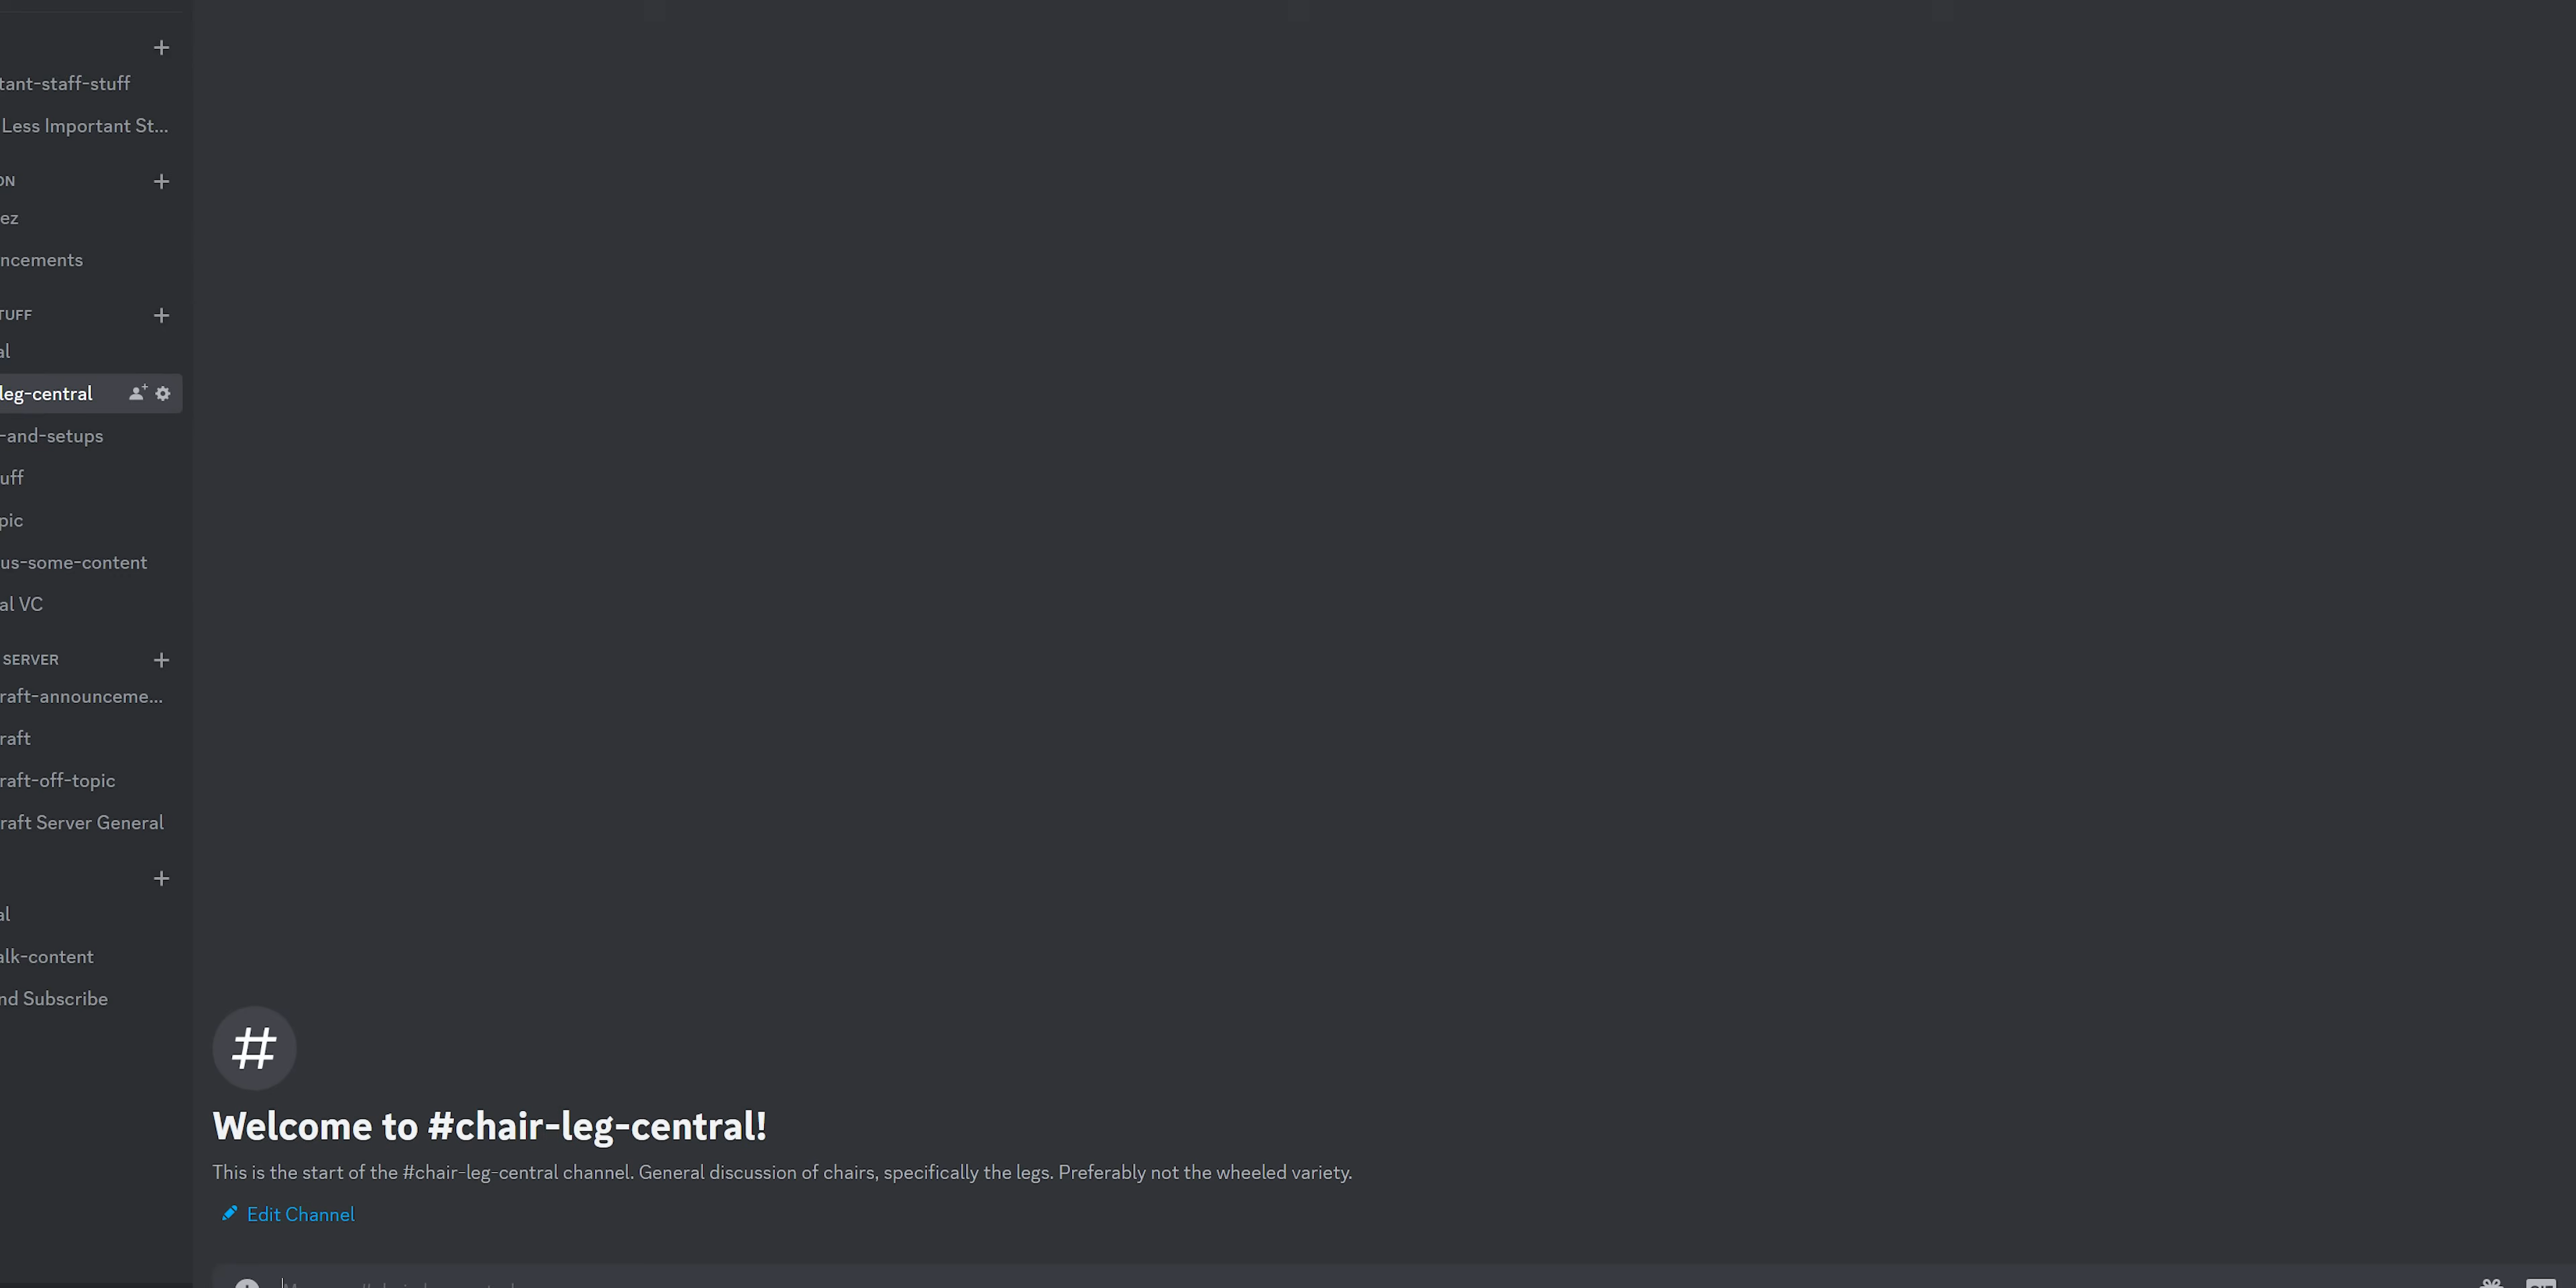 tant-staff-stuff
Less Important St...
ON
ez
ncements
TUFF
al
leg-central
-and-setups
uff
pic
us-some-content
al VC
SERVER
raft-announceme...
raft
raft-off-topic
raft Server General
al
alk-content
nd Subscribe
#
Welcome to #chair-leg-central!
This is the start of the #chair-leg-central channel. General discussion of chairs, specifically the legs. Preferably not the wheeled variety.
Edit Channel